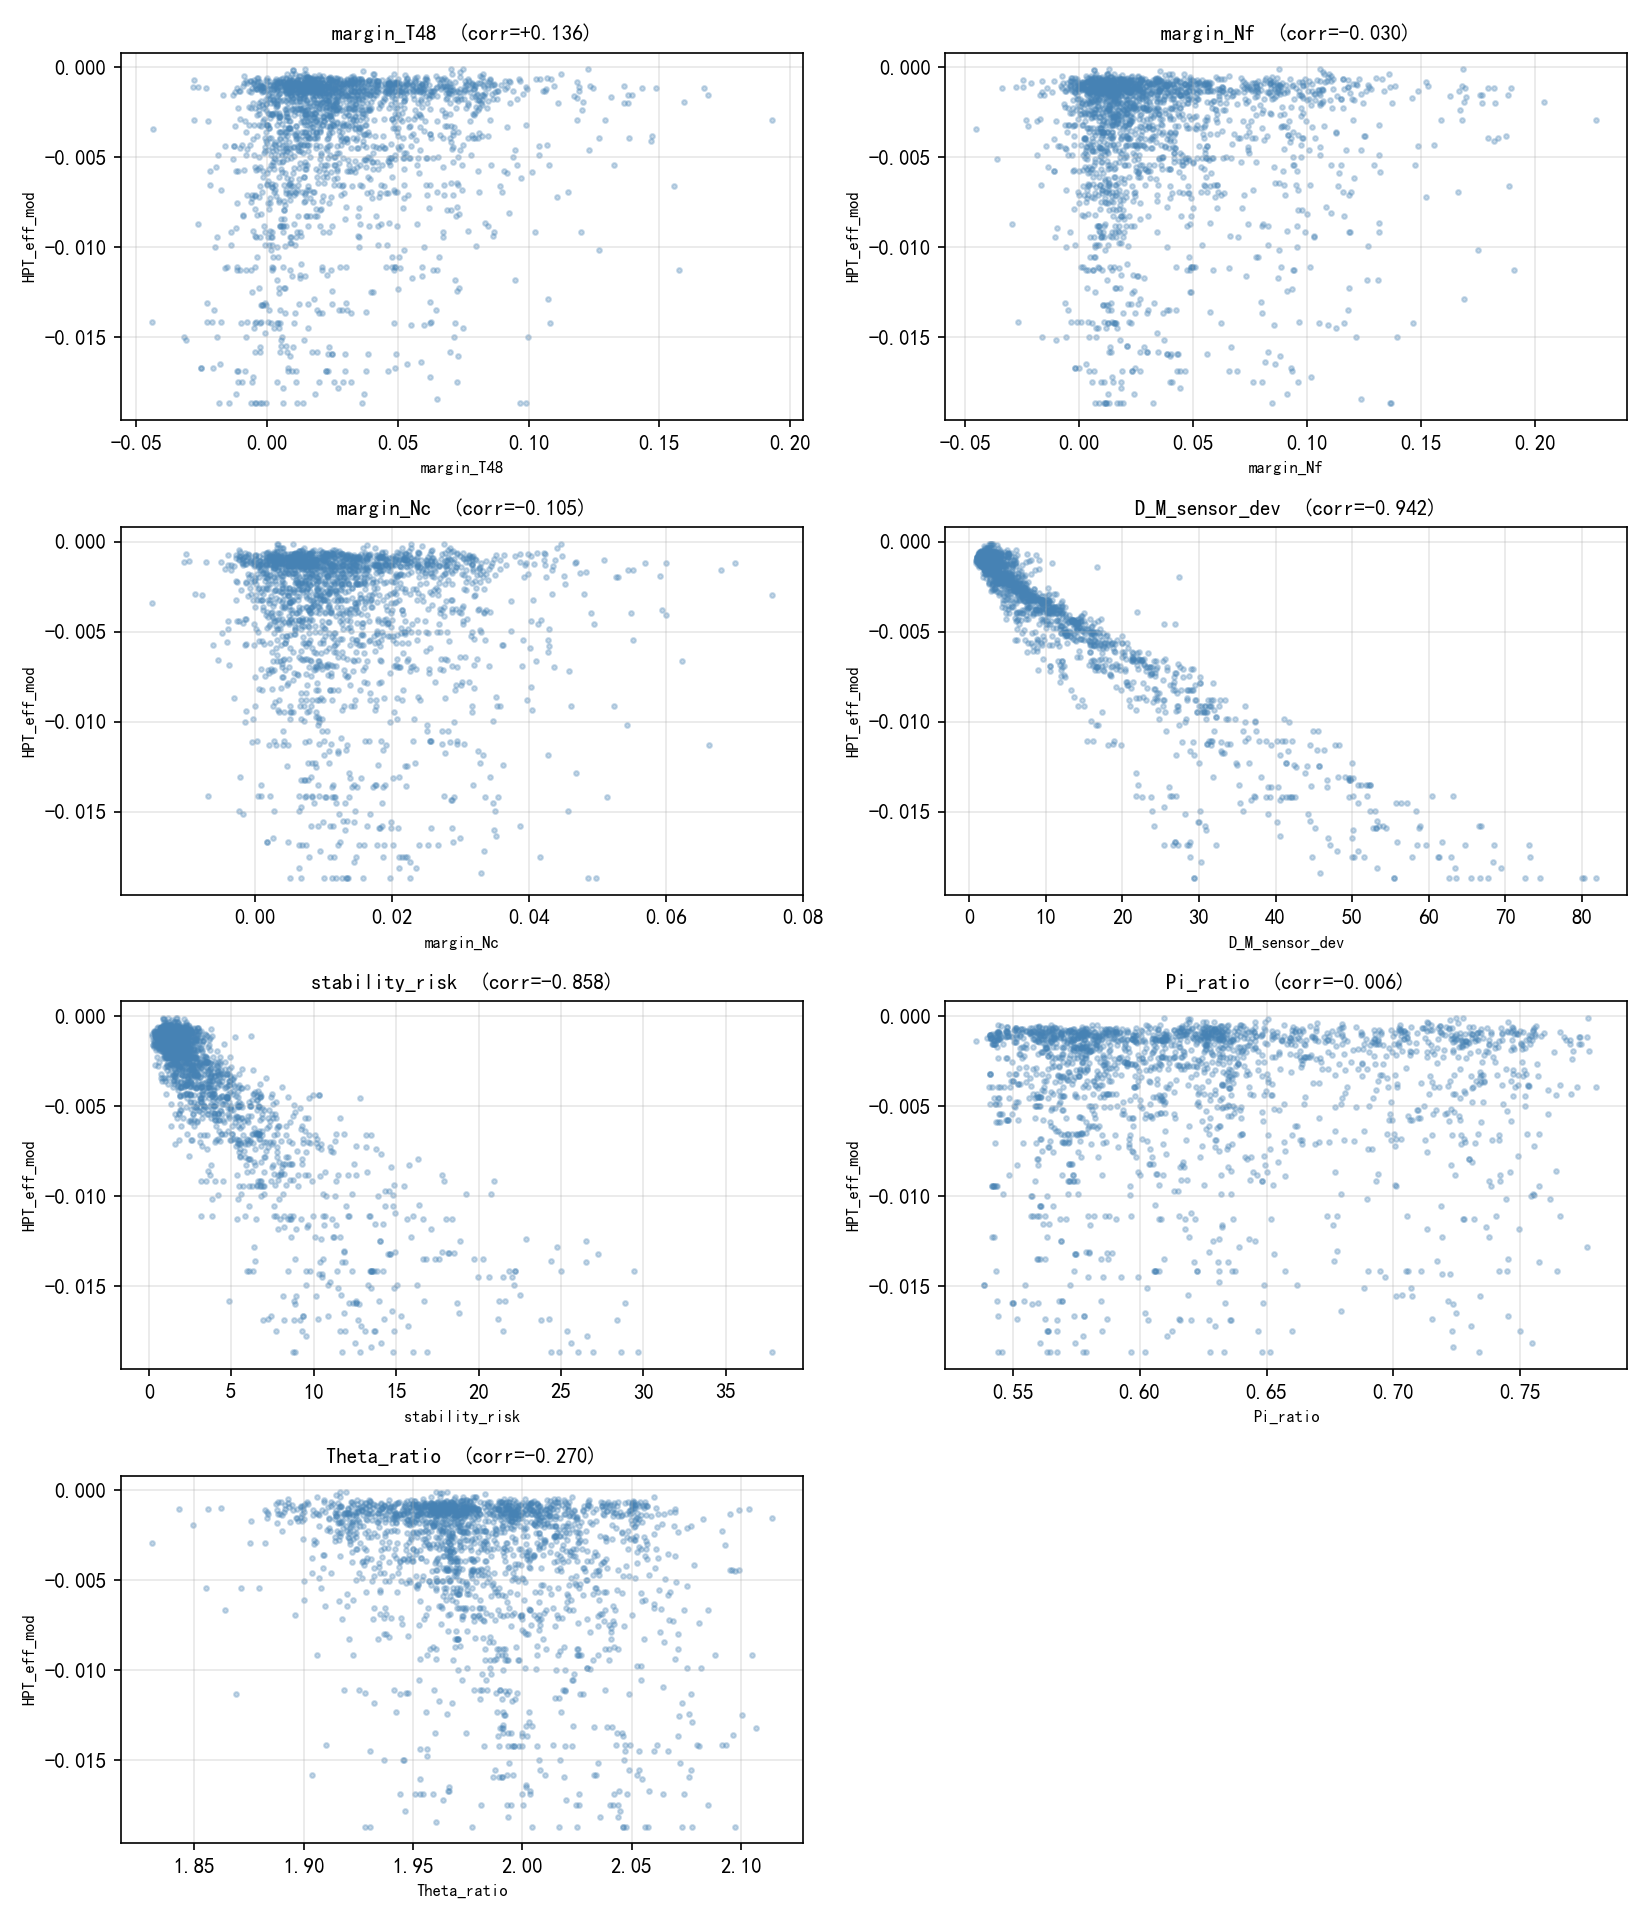 margin_T48 (corr=+0.136)
0.000
−0.005
−0.010
−0.015
HPT_eff_mod
−0.05 0.00 0.05 0.10 0.15 0.20
margin_T48
margin_Nf (corr=−0.030)
0.000
−0.005
−0.010
−0.015
HPT_eff_mod
−0.05 0.00 0.05 0.10 0.15 0.20
margin_Nf
margin_Nc (corr=−0.105)
0.000
−0.005
−0.010
−0.015
HPT_eff_mod
0.00 0.02 0.04 0.06 0.08
margin_Nc
D_M_sensor_dev (corr=−0.942)
0.000
−0.005
−0.010
−0.015
HPT_eff_mod
0 10 20 30 40 50 60 70 80
D_M_sensor_dev
stability_risk (corr=−0.858)
0.000
−0.005
−0.010
−0.015
HPT_eff_mod
0 5 10 15 20 25 30 35
stability_risk
Pi_ratio (corr=−0.006)
0.000
−0.005
−0.010
−0.015
HPT_eff_mod
0.55 0.60 0.65 0.70 0.75
Pi_ratio
Theta_ratio (corr=−0.270)
0.000
−0.005
−0.010
−0.015
HPT_eff_mod
1.85 1.90 1.95 2.00 2.05 2.10
Theta_ratio